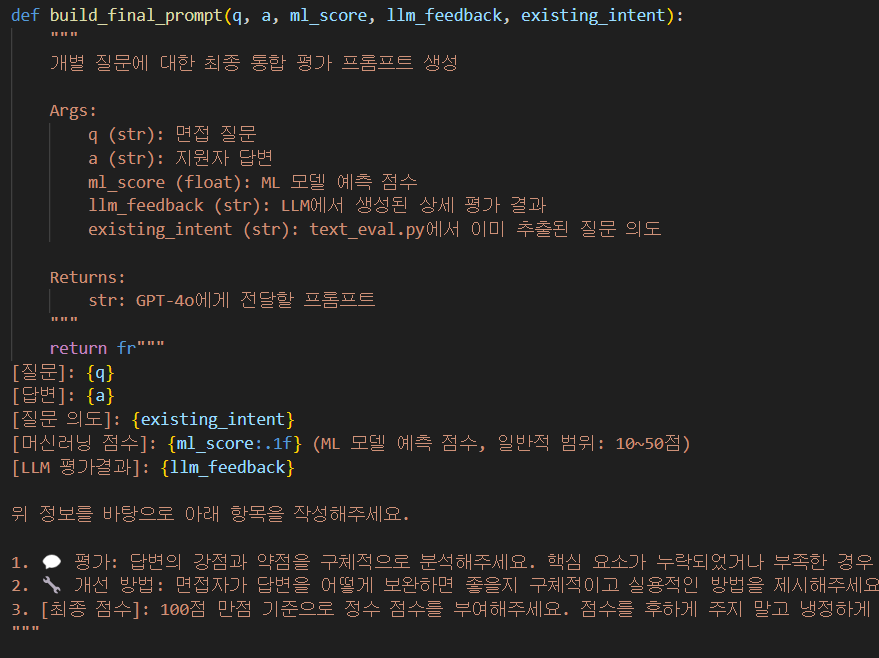 def build_final_prompt(q, a, ml_score, llm_feedback, existing_intent):
"""
개별 질문에 대한 최종 통합 평가 프롬프트 생성
Args:
q (str): 면접 질문
a (str): 지원자 답변
ml_score (float): ML 모델 예측 점수
llm_feedback (str): LLM에서 생성된 상세 평가 결과
existing_intent (str): text_eval.py에서 이미 추출된 질문 의도
Returns:
str: GPT-4o에게 전달할 프롬프트
"""
return fr"""
[질문]: {q}
[답변]: {a}
[질문 의도]: {existing_intent}
[머신러닝 점수]: {ml_score:.1f} (ML 모델 예측 점수, 일반적 범위: 10~50점)
[LLM 평가결과]: {llm_feedback}
위 정보를 바탕으로 아래 항목을 작성해주세요.
1. 💬 평가: 답변의 강점과 약점을 구체적으로 분석해주세요. 핵심 요소가 누락되었거나 부족한 경우
2. 🔧 개선 방법: 면접자가 답변을 어떻게 보완하면 좋을지 구체적이고 실용적인 방법을 제시해주세요
3. [최종 점수]: 100점 만점 기준으로 정수 점수를 부여해주세요. 점수를 후하게 주지 말고 냉정하게
"""